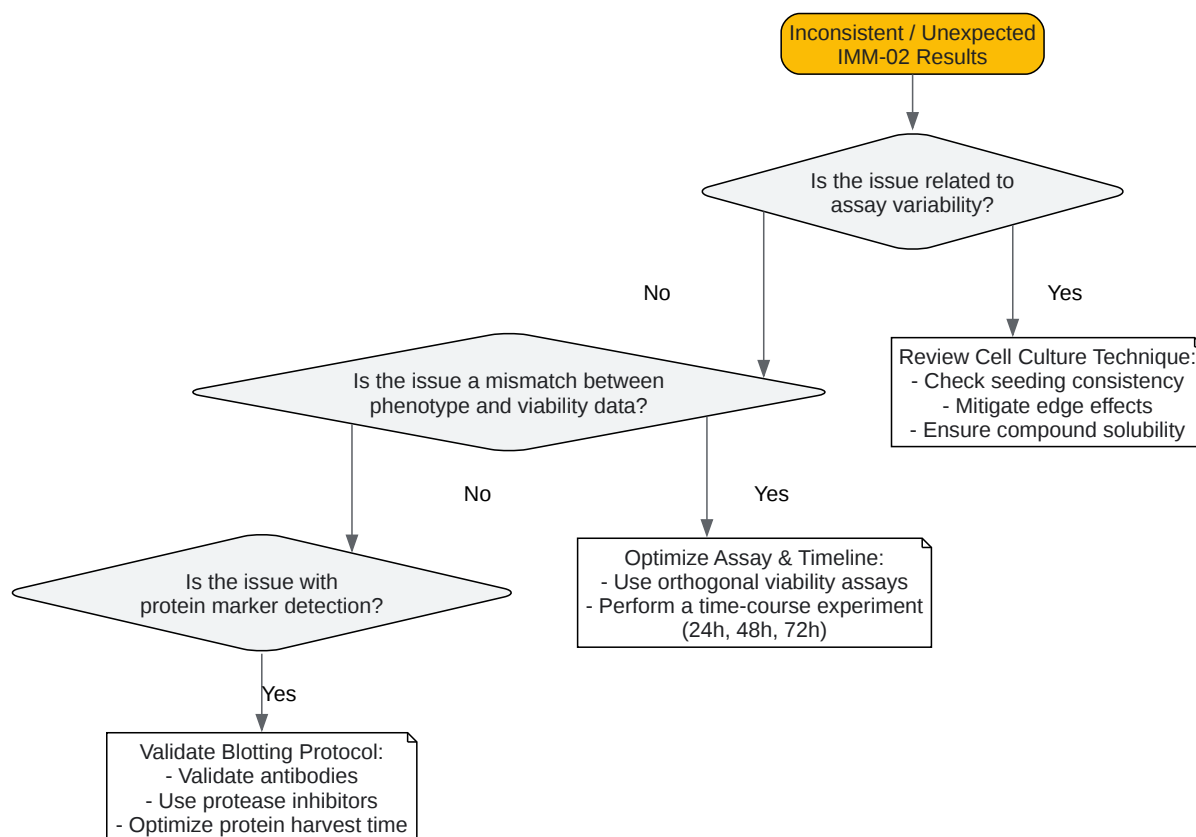 Inconsistent / Unexpected
IMM-02 Results
Is the issue related to
assay variability?
No
Yes
Review Cell Culture Technique:
- Check seeding consistency
- Mitigate edge effects
- Ensure compound solubility
Is the issue a mismatch between
phenotype and viability data?
No
Yes
Optimize Assay & Timeline:
- Use orthogonal viability assays
- Perform a time-course experiment
(24h, 48h, 72h)
Is the issue with
protein marker detection?
Yes
Validate Blotting Protocol:
- Validate antibodies
- Use protease inhibitors
- Optimize protein harvest time